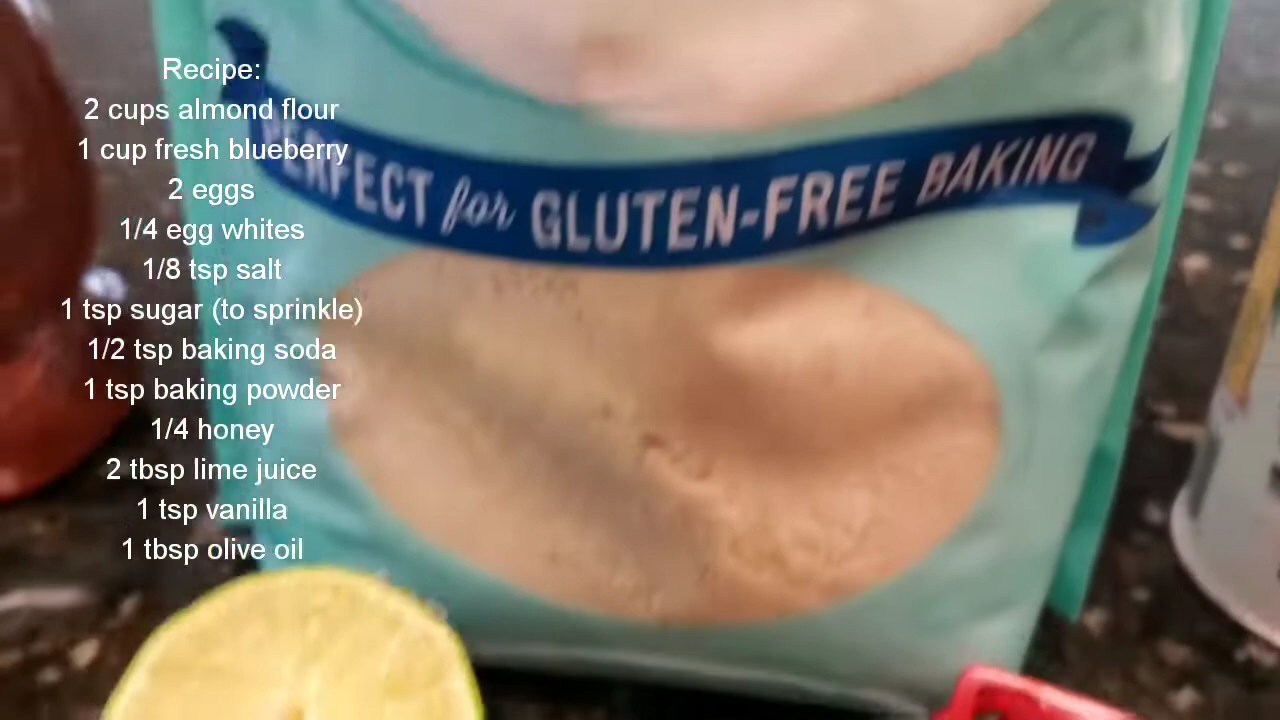 Recipe:
2 cups almond flour
1 cup fresh blueberry
2 eggs
1/4 egg whites
1/8 tsp salt
1 tsp sugar (to sprinkle)
1/2 tsp baking soda
1 tsp baking powder
1/4 honey
2 tbsp lime juice
1 tsp vanilla
1 tbsp olive oil
PERFECT for GLUTEN-FREE BAKING